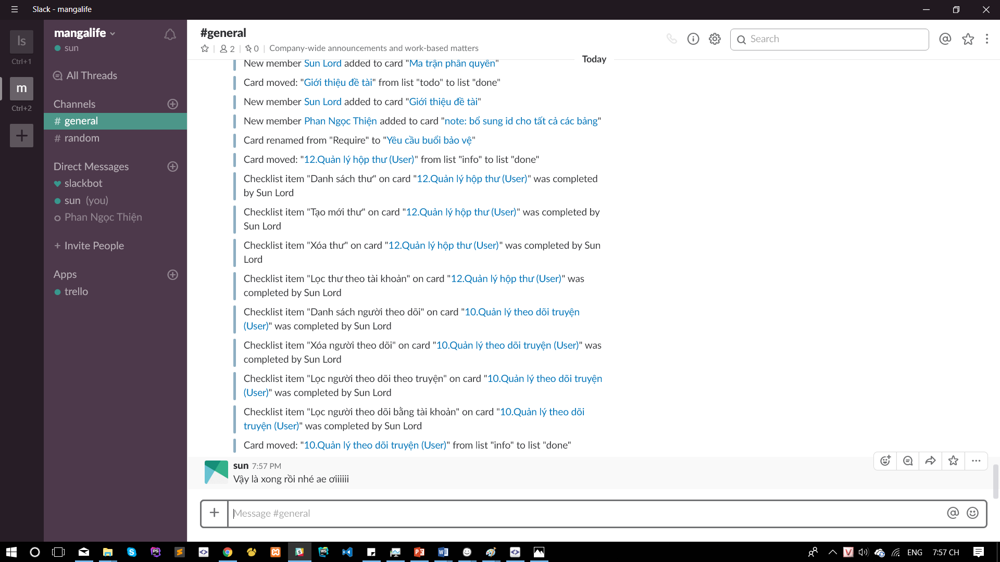 Slack - mangalife
ls
Ctrl+1
m
Ctrl+2
mangalife
sun
All Threads
Channels
# general
# random
Direct Messages
slackbot
sun (you)
Phan Ngọc Thiện
+ Invite People
Apps
trello
#general
2
0
Company-wide announcements and work-based matters
Search
Today
New member Sun Lord added to card "Ma trận phân quyền"
Card moved: "Giới thiệu đề tài" from list "todo" to list "done"
New member Sun Lord added to card "Giới thiệu đề tài"
New member Phan Ngọc Thiện added to card "note: bổ sung id cho tất cả các bảng"
Card renamed from "Require" to "Yêu cầu buổi bảo vệ"
Card moved: "12.Quản lý hộp thư (User)" from list "info" to list "done"
Checklist item "Danh sách thư" on card "12.Quản lý hộp thư (User)" was completed
by Sun Lord
Checklist item "Tạo mới thư" on card "12.Quản lý hộp thư (User)" was completed by
Sun Lord
Checklist item "Xóa thư" on card "12.Quản lý hộp thư (User)" was completed by Sun
Lord
Checklist item "Lọc thư theo tài khoản" on card "12.Quản lý hộp thư (User)" was
completed by Sun Lord
Checklist item "Danh sách người theo dõi" on card "10.Quản lý theo dõi truyện
(User)" was completed by Sun Lord
Checklist item "Xóa người theo dõi" on card "10.Quản lý theo dõi truyện (User)" was
completed by Sun Lord
Checklist item "Lọc người theo dõi theo truyện" on card "10.Quản lý theo dõi truyện
(User)" was completed by Sun Lord
Checklist item "Lọc người theo dõi bằng tài khoản" on card "10.Quản lý theo dõi
truyện (User)" was completed by Sun Lord
Card moved: "10.Quản lý theo dõi truyện (User)" from list "info" to list "done"
sun 7:57 PM
Vậy là xong rồi nhé ae ơiiiiii
Message #general
ENG
7:57 CH